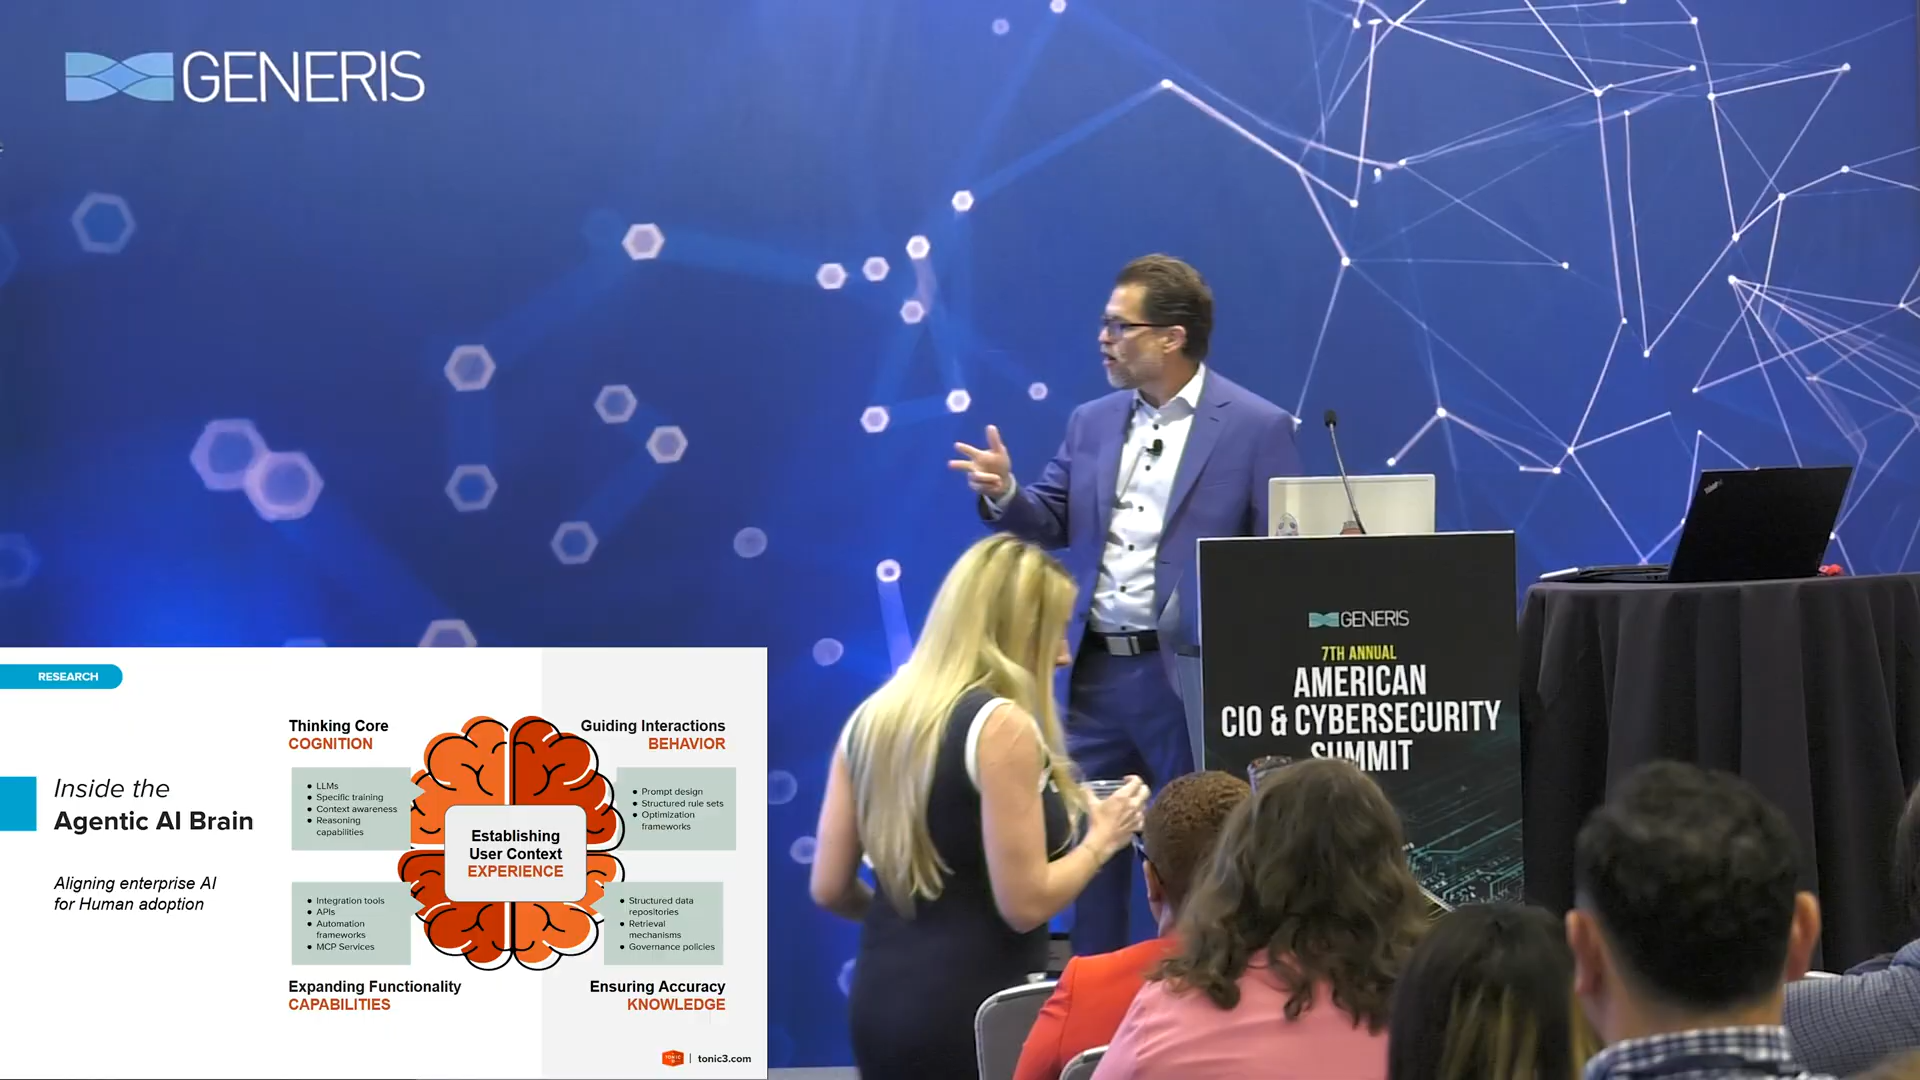 GENERIS
GENERIS
7TH ANNUAL
AMERICAN
CIO & CYBERSECURITY
SUMMIT
ThinkPad
RESEARCH
Inside the
Agentic AI Brain
Aligning enterprise AI
for Human adoption
Thinking Core
COGNITION
LLMs
Specific training
Context awareness
Reasoning
capabilities
Guiding Interactions
BEHAVIOR
Prompt design
Structured rule sets
Optimization
frameworks
Establishing
User Context
EXPERIENCE
Integration tools
APIs
Automation
frameworks
MCP Services
Expanding Functionality
CAPABILITIES
Structured data
repositories
Retrieval
mechanisms
Governance policies
Ensuring Accuracy
KNOWLEDGE
TONIC
3
| tonic3.com